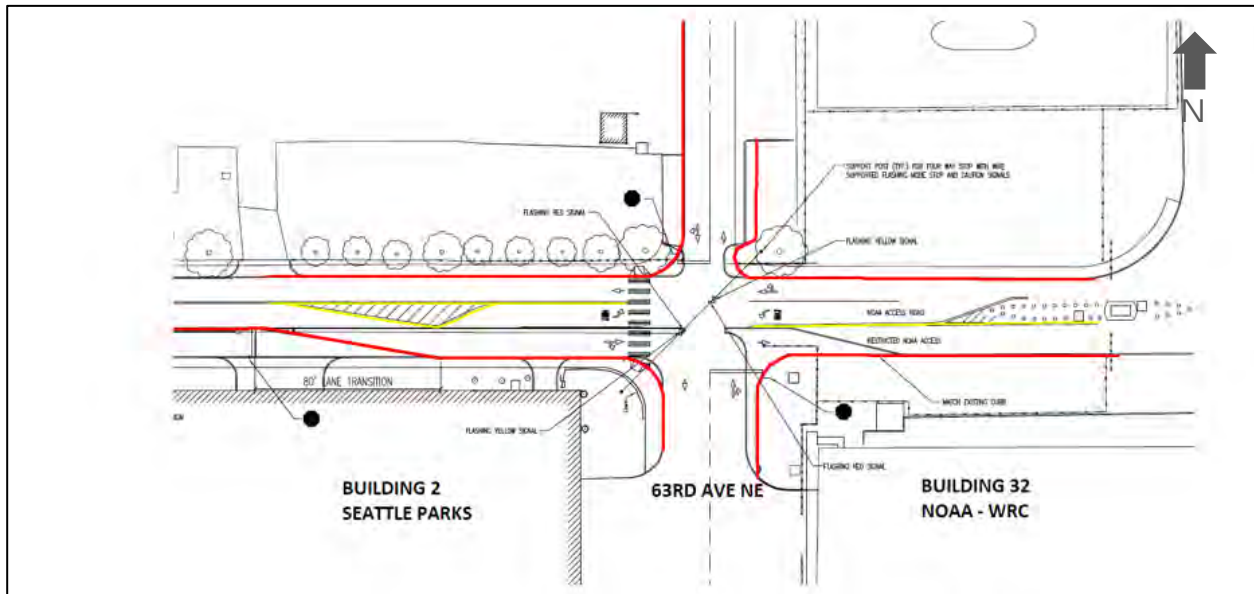 N
SUPPORT POST (TYP.) FOR FOUR WAY STOP WITH WIRE
SUPPORTED FLASHING MODE STOP AND CAUTION SIGNALS
FLASHING RED SIGNAL
FLASHING YELLOW SIGNAL
NOAA ACCESS ROAD
RESTRICTED NOAA ACCESS
80' LANE TRANSITION
MATCH EXISTING CURB
FLASHING YELLOW SIGNAL
FLASHING RED SIGNAL
BUILDING 2
SEATTLE PARKS
63RD AVE NE
BUILDING 32
NOAA - WRC